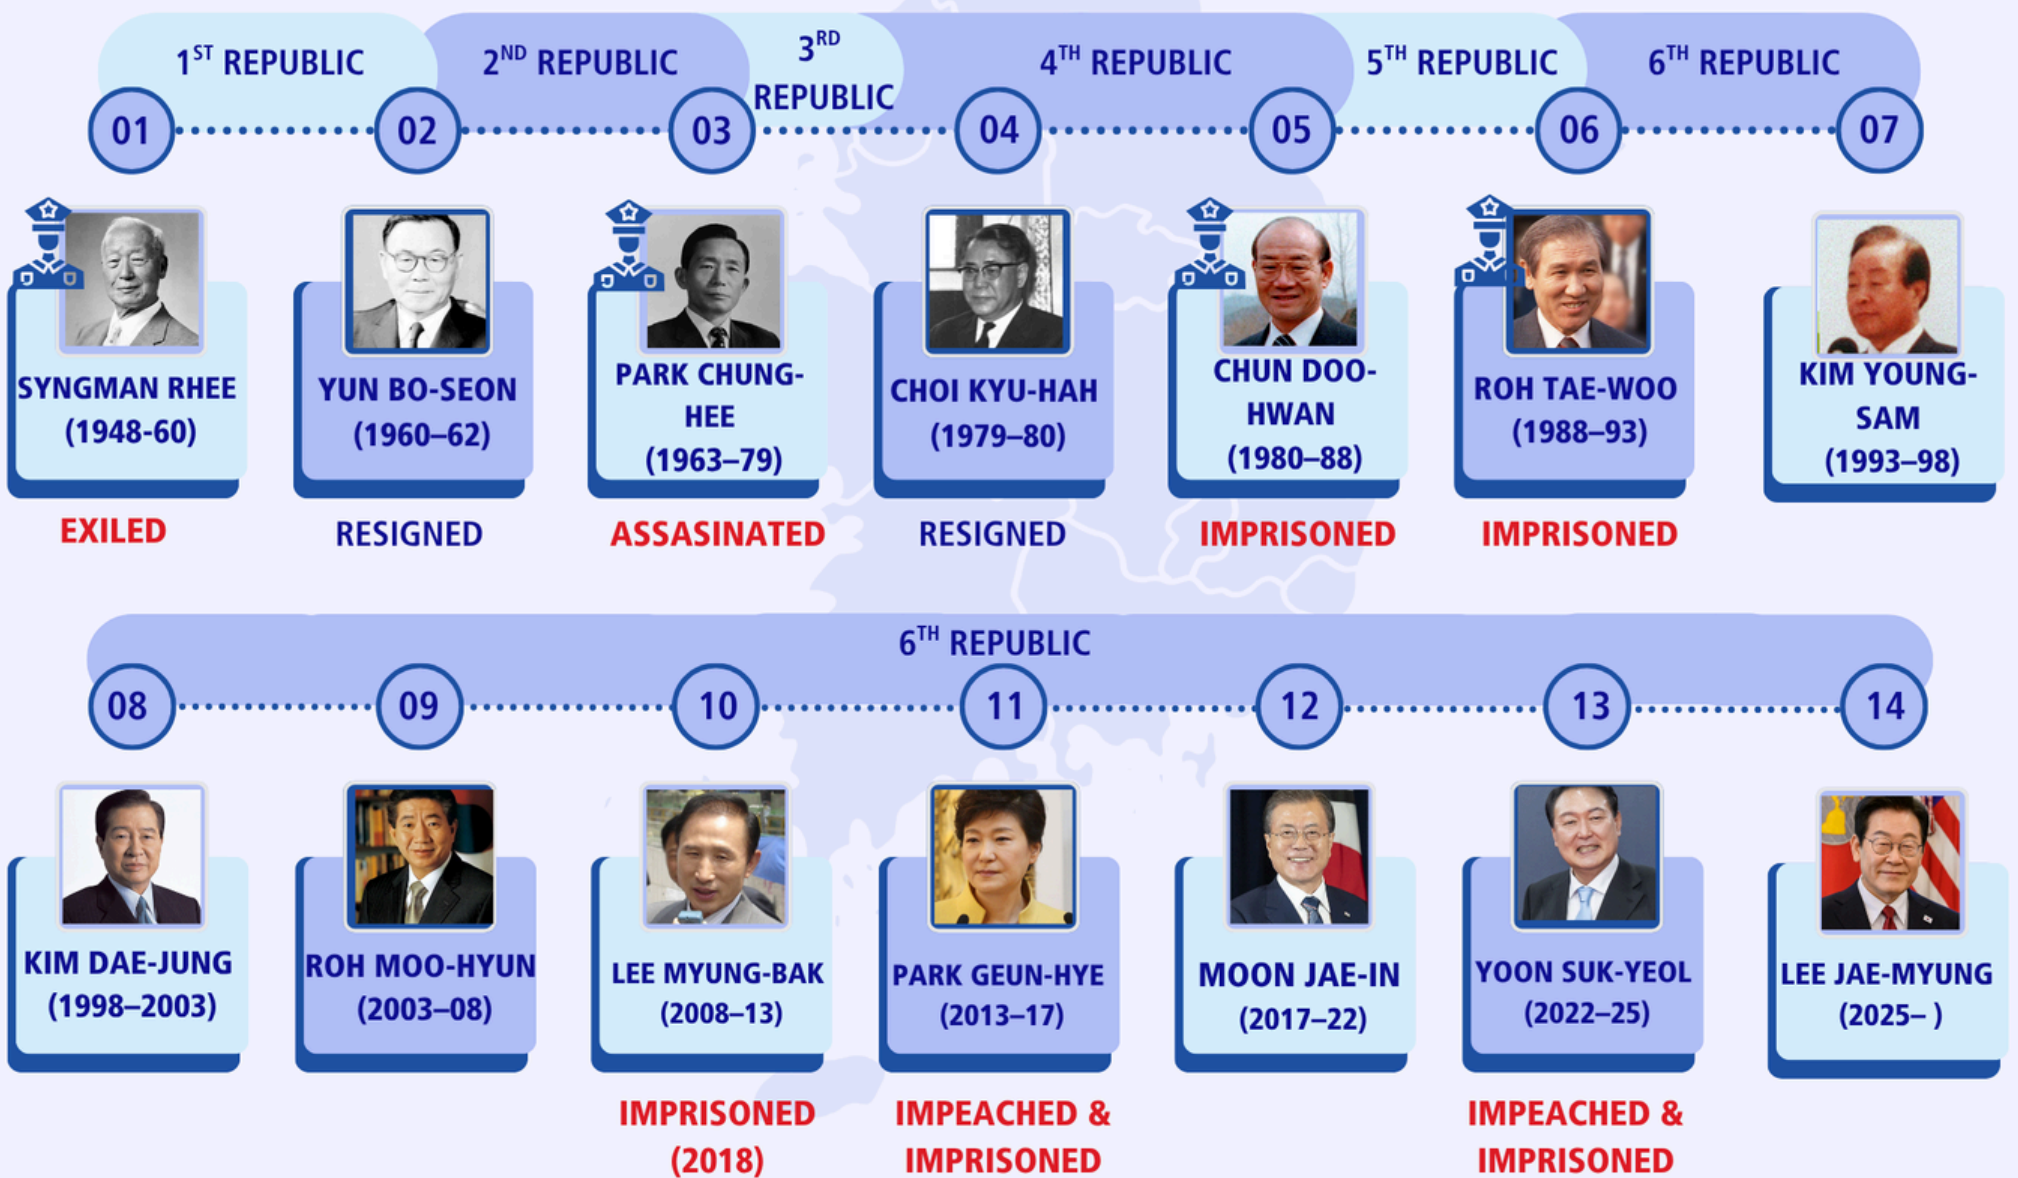 1ST REPUBLIC
2ND REPUBLIC
3RD
REPUBLIC
4TH REPUBLIC
5TH REPUBLIC
6TH REPUBLIC
01
02
03
04
05
06
07
SYNGMAN RHEE
(1948-60)
EXILED
YUN BO-SEON
(1960–62)
RESIGNED
PARK CHUNG-
HEE
(1963–79)
ASSASINATED
CHOI KYU-HAH
(1979–80)
RESIGNED
CHUN DOO-
HWAN
(1980–88)
IMPRISONED
ROH TAE-WOO
(1988–93)
IMPRISONED
KIM YOUNG-
SAM
(1993–98)
6TH REPUBLIC
08
09
10
11
12
13
14
KIM DAE-JUNG
(1998–2003)
ROH MOO-HYUN
(2003–08)
LEE MYUNG-BAK
(2008–13)
IMPRISONED
(2018)
PARK GEUN-HYE
(2013–17)
IMPEACHED &
IMPRISONED
MOON JAE-IN
(2017–22)
YOON SUK-YEOL
(2022–25)
IMPEACHED &
IMPRISONED
LEE JAE-MYUNG
(2025– )